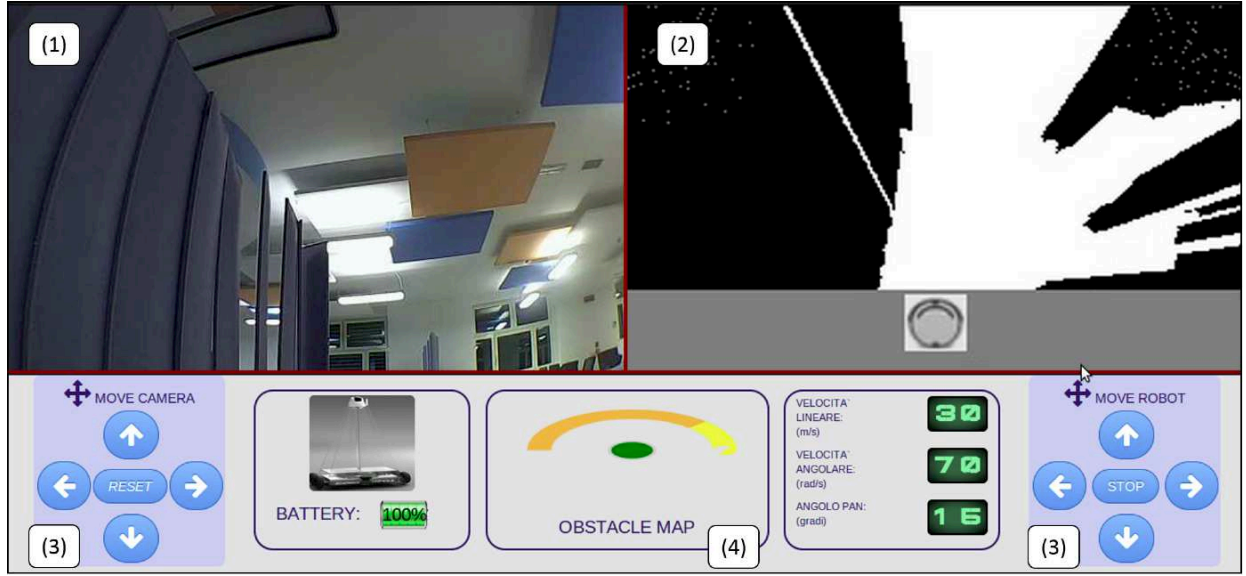 (1)
(2)
MOVE CAMERA
RESET
(3)
BATTERY:
100%
OBSTACLE MAP
(4)
VELOCITA`
LINEARE:
(m/s)
30
VELOCITA`
ANGOLARE:
(rad/s)
70
ANGOLO PAN:
(gradi)
15
MOVE ROBOT
STOP
(3)